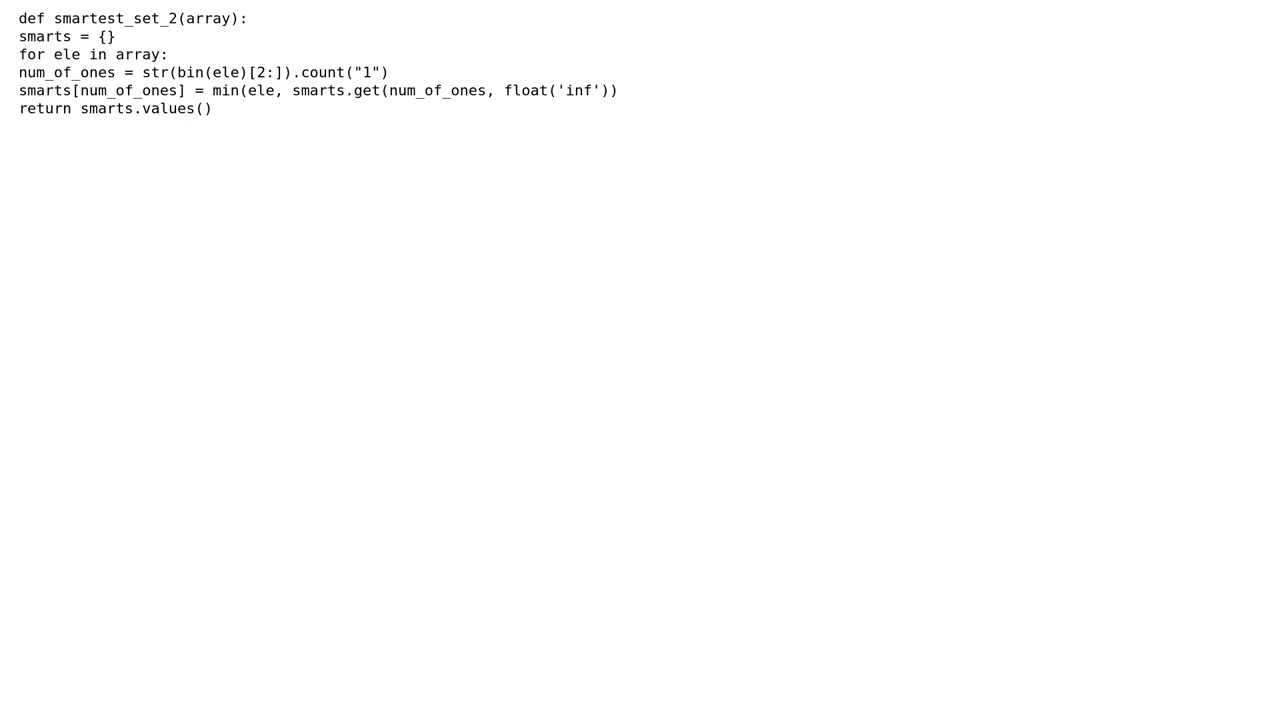 def smartest_set_2(array):
smarts = {}
for ele in array:
num_of_ones = str(bin(ele)[2:]).count("1")
smarts[num_of_ones] = min(ele, smarts.get(num_of_ones, float('inf'))
return smarts.values()